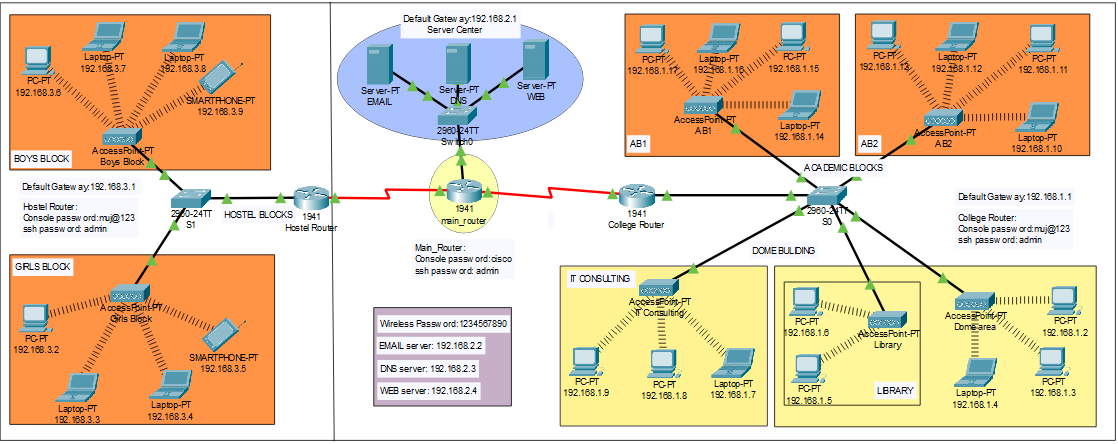 PC-PT
192.168.3.6
Laptop-PT
192.168.3.7
Laptop-PT
192.168.3.8
SMARTPHONE-PT
192.168.3.9
AccessPoint-PT
Boys Block
BOYS BLOCK
Default Gateway:192.168.3.1
Hostel Router:
Console password:muj@123
ssh password: admin
2960-24TT
S1
HOSTEL BLOCKS
1941
Hostel Router
GIRLS BLOCK
AccessPoint-PT
Girls Block
PC-PT
192.168.3.2
Laptop-PT
192.168.3.3
Laptop-PT
192.168.3.4
SMARTPHONE-PT
192.168.3.5
Default Gateway:192.168.2.1
Server Center
Server-PT
EMAIL
Server-PT
DNS
Server-PT
WEB
2960-24TT
Switch0
1941
main_router
Main_Router:
Console password:cisco
ssh password: admin
Wireless Password:1234567890
EMAIL server: 192.168.2.2
DNS server: 192.168.2.3
WEB server: 192.168.2.4
1941
College Router
PC-PT
192.168.1.17
Laptop-PT
192.168.1.16
PC-PT
192.168.1.15
Laptop-PT
192.168.1.14
AccessPoint-PT
AB1
AB1
PC-PT
192.168.1.13
Laptop-PT
192.168.1.12
PC-PT
192.168.1.11
Laptop-PT
192.168.1.10
AccessPoint-PT
AB2
AB2
ACADEMIC BLOCKS
2960-24TT
S0
Default Gateway:192.168.1.1
College Router:
Console password:muj@123
ssh password: admin
DOME BUILDING
IT CONSULTING
AccessPoint-PT
IT Consulting
PC-PT
192.168.1.9
PC-PT
192.168.1.8
Laptop-PT
192.168.1.7
PC-PT
192.168.1.6
PC-PT
192.168.1.5
AccessPoint-PT
Library
LIBRARY
AccessPoint-PT
Dome area
PC-PT
192.168.1.2
PC-PT
192.168.1.3
Laptop-PT
192.168.1.4